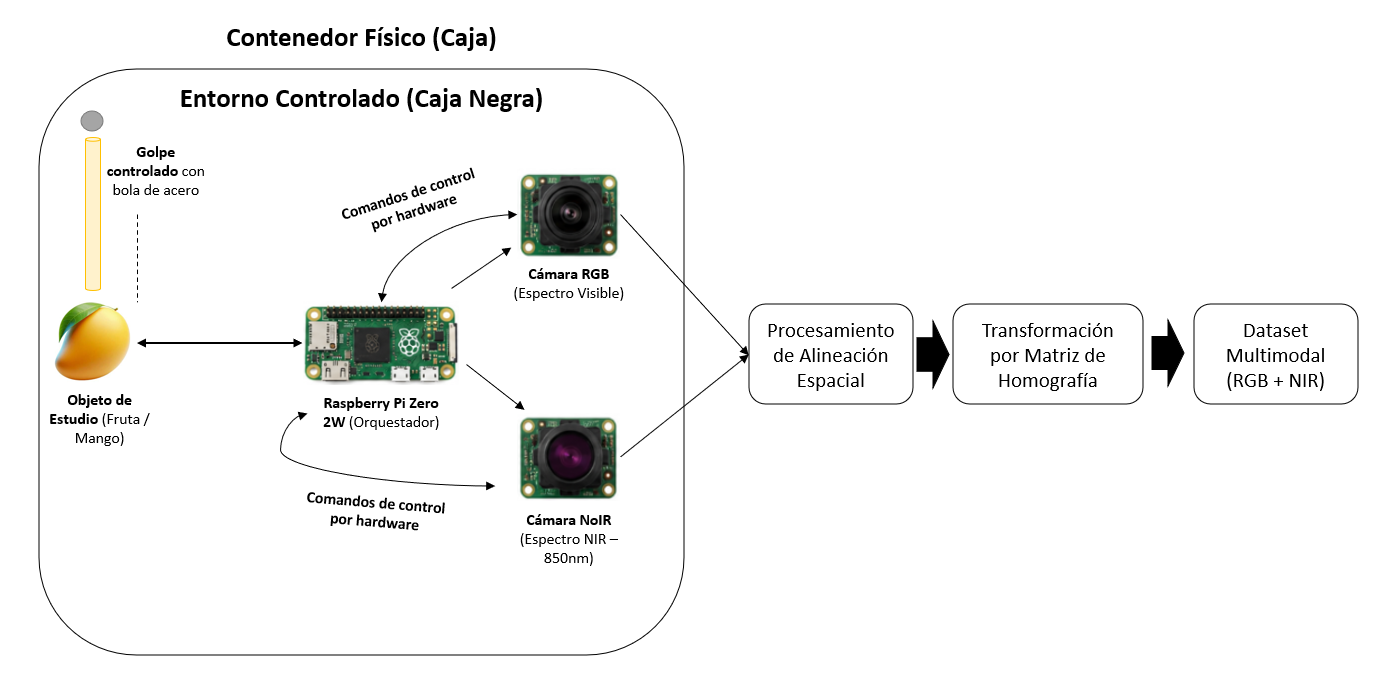 Contenedor Físico (Caja)
Entorno Controlado (Caja Negra)
Golpe
controlado con
bola de acero
Comandos de control
por hardware
Cámara RGB
(Espectro Visible)
Objeto de
Estudio (Fruta /
Mango)
Raspberry Pi Zero
2W (Orquestador)
Comandos de control
por hardware
Cámara NoIR
(Espectro NIR –
850nm)
Procesamiento
de Alineación
Espacial
Transformación
por Matriz de
Homografía
Dataset
Multimodal
(RGB + NIR)